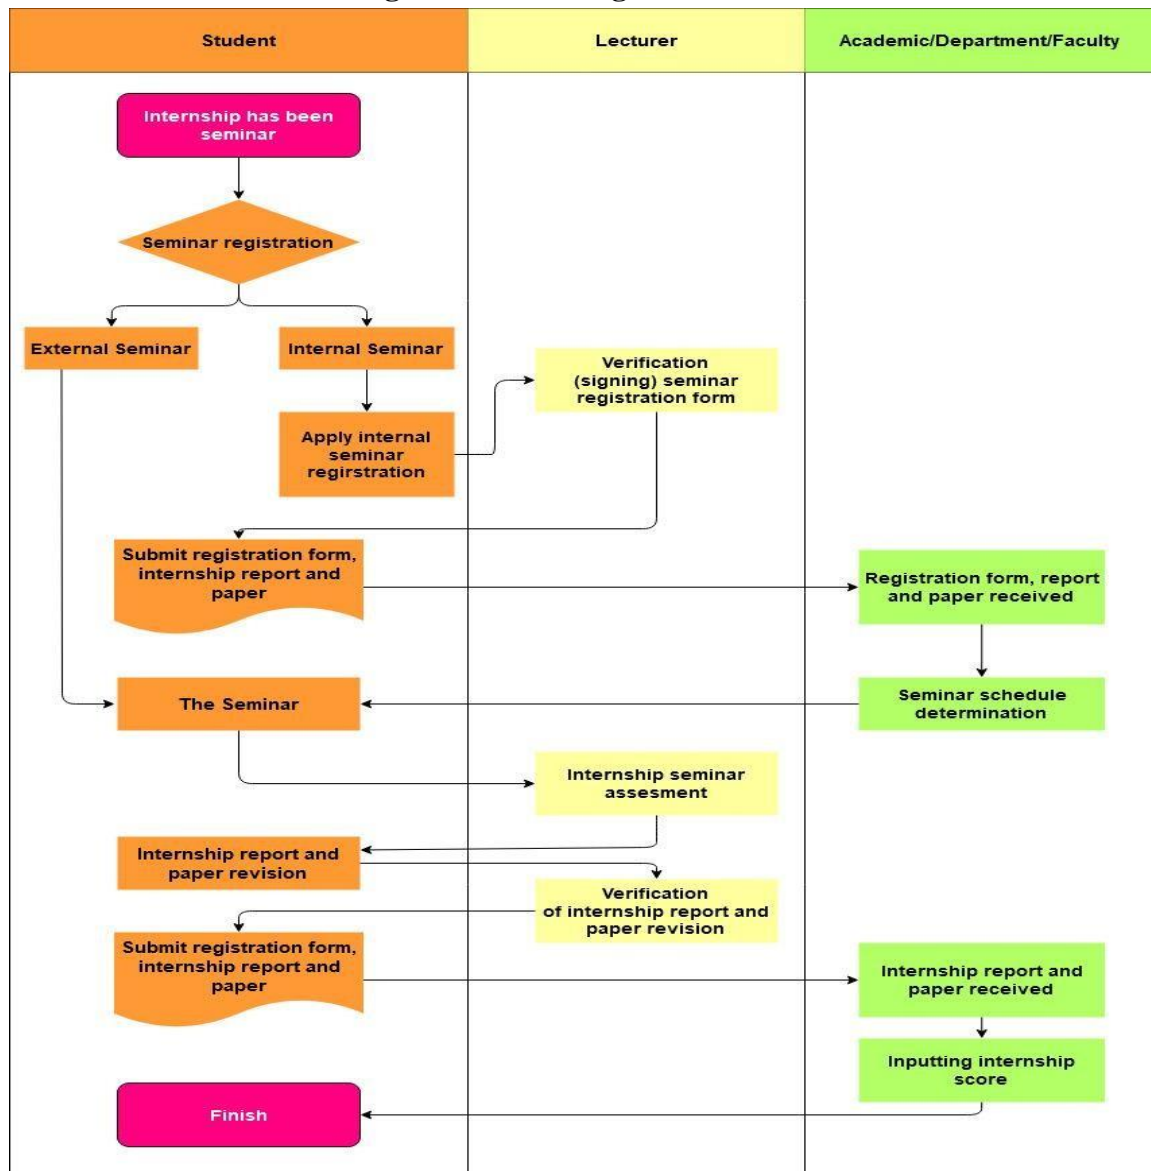 Student
Lecturer
Academic/Department/Faculty
Internship has been
seminar
Seminar registration
External Seminar
Internal Seminar
Verification
(signing) seminar
registration form
Apply internal
seminar
regirstration
Submit registration form,
internship report and
paper
Registration form, report
and paper received
The Seminar
Seminar schedule
determination
Internship seminar
assesment
Internship report and
paper revision
Verification
of internship report and
paper revision
Submit registration form,
internship report and
paper
Internship report and
paper received
Inputting internship
score
Finish